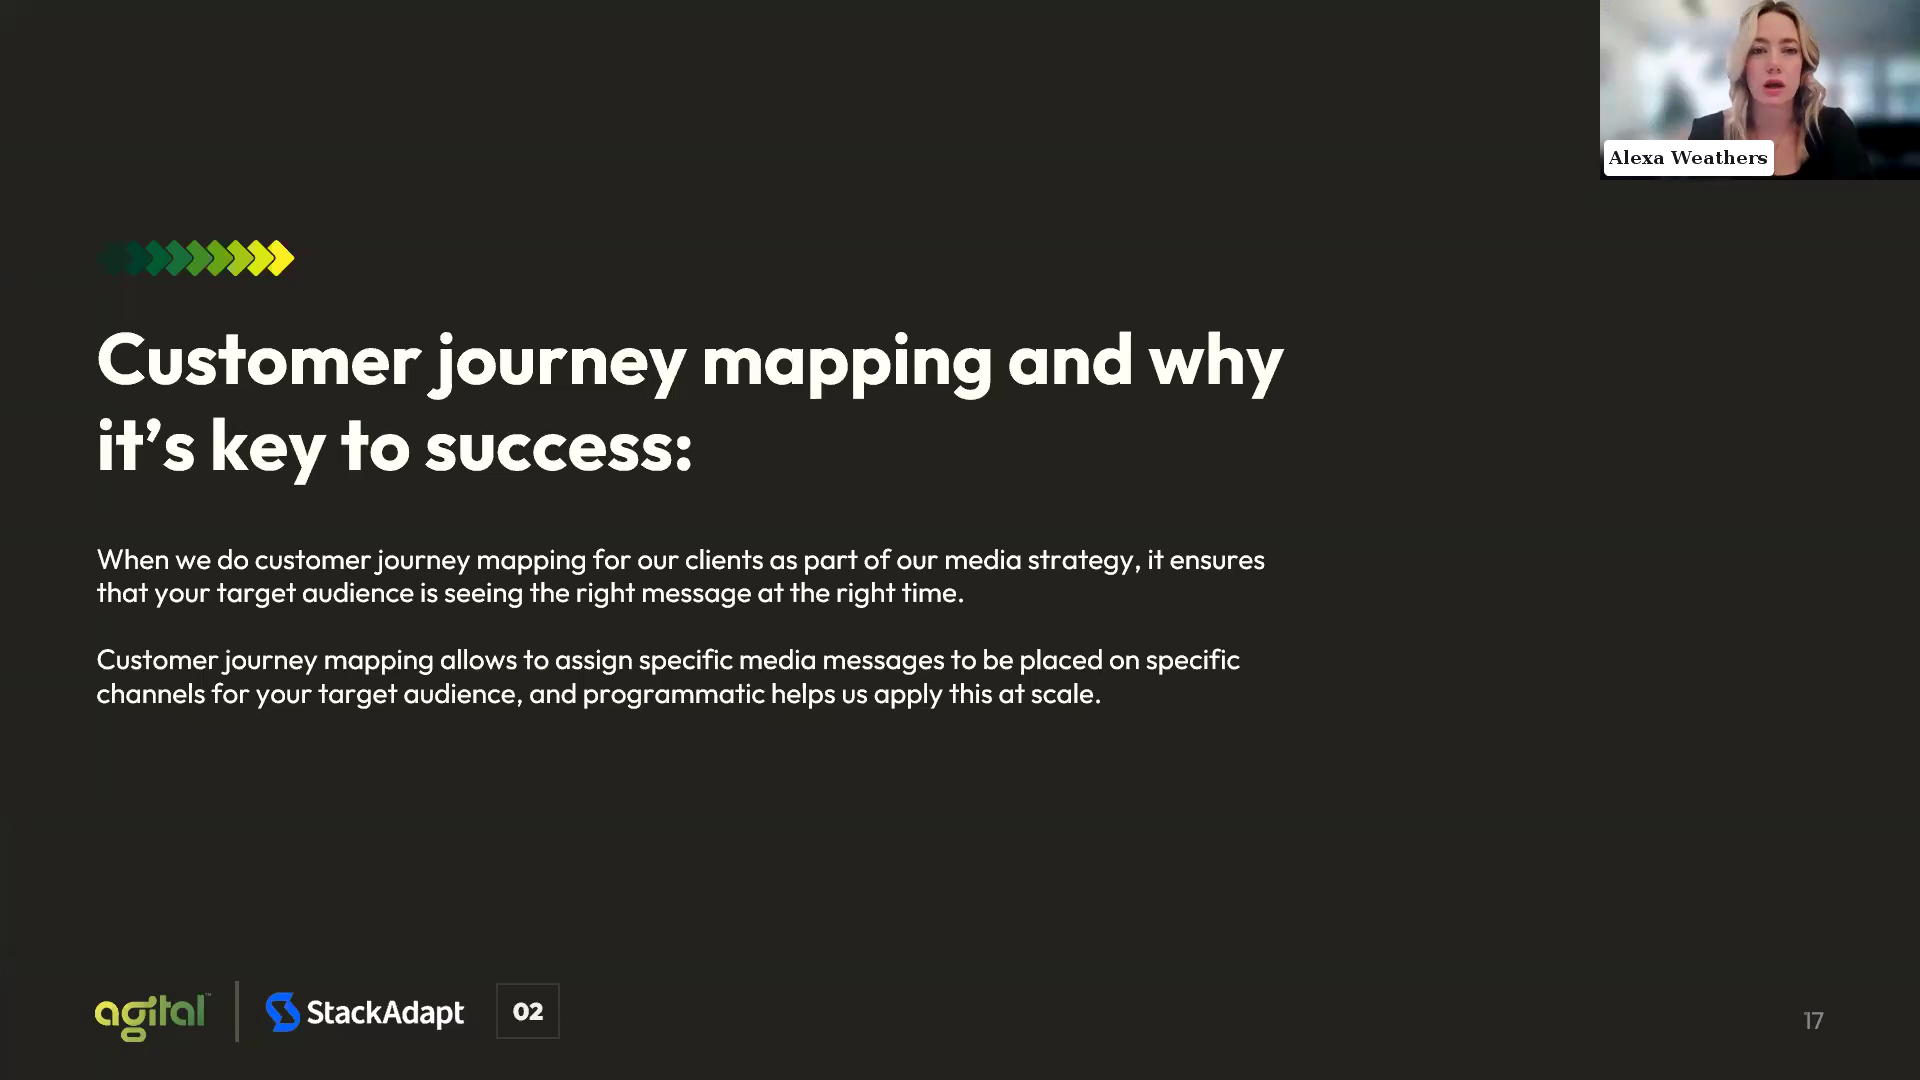 Alexa Weathers
Customer journey mapping and why
it’s key to success:
When we do customer journey mapping for our clients as part of our media strategy, it ensures
that your target audience is seeing the right message at the right time.
Customer journey mapping allows to assign specific media messages to be placed on specific
channels for your target audience, and programmatic helps us apply this at scale.
agital™
StackAdapt
02
17